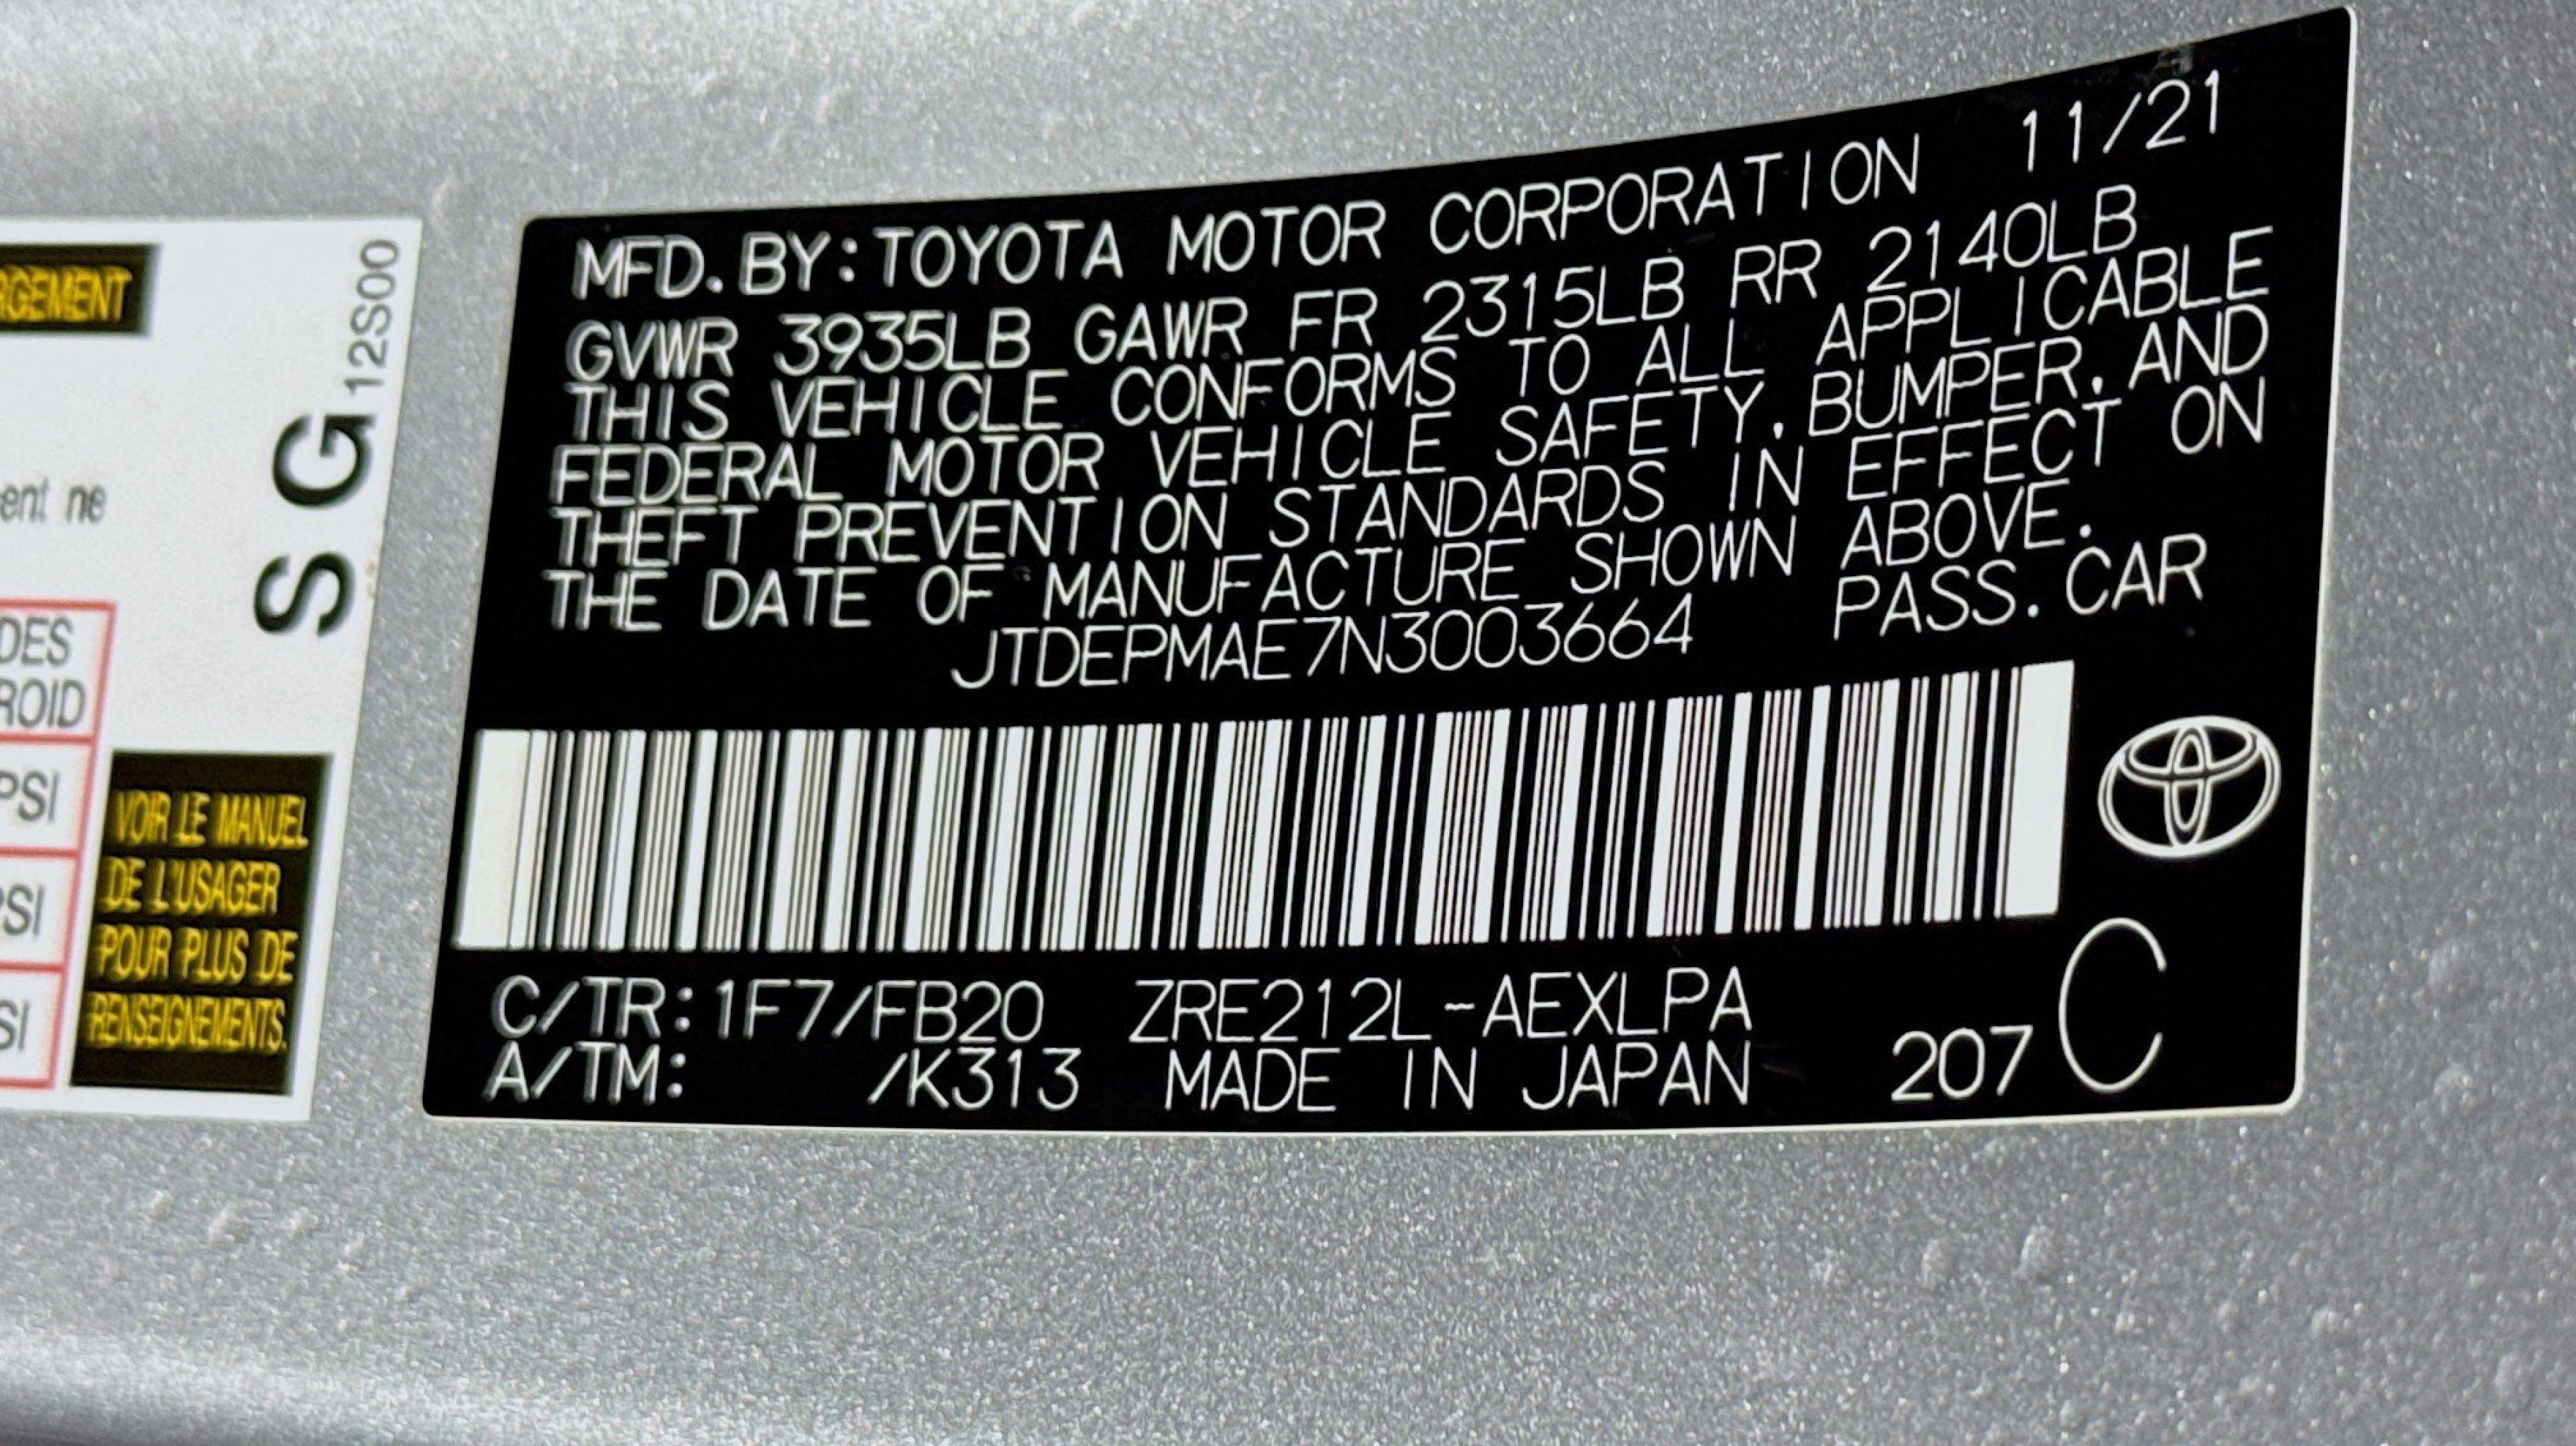 RGEMENT
ent ne
DES
ROID
PSI
PSI
SI
VOIR LE MANUEL
DE L'USAGER
POUR PLUS DE
RENSEIGNEMENTS.
SG12S00
MFD.BY:TOYOTA MOTOR CORPORATION 11/21
GVWR 3935LB GAWR FR 2315LB RR 2140LB
THIS VEHICLE CONFORMS TO ALL APPLICABLE
FEDERAL MOTOR VEHICLE SAFETY,BUMPER,AND
THEFT PREVENTION STANDARDS IN EFFECT ON
THE DATE OF MANUFACTURE SHOWN ABOVE.
JTDEPMAE7N3003664 PASS.CAR
C/TR:1F7/FB20 ZRE212L-AEXLPA
A/TM: /K313 MADE IN JAPAN 207 C